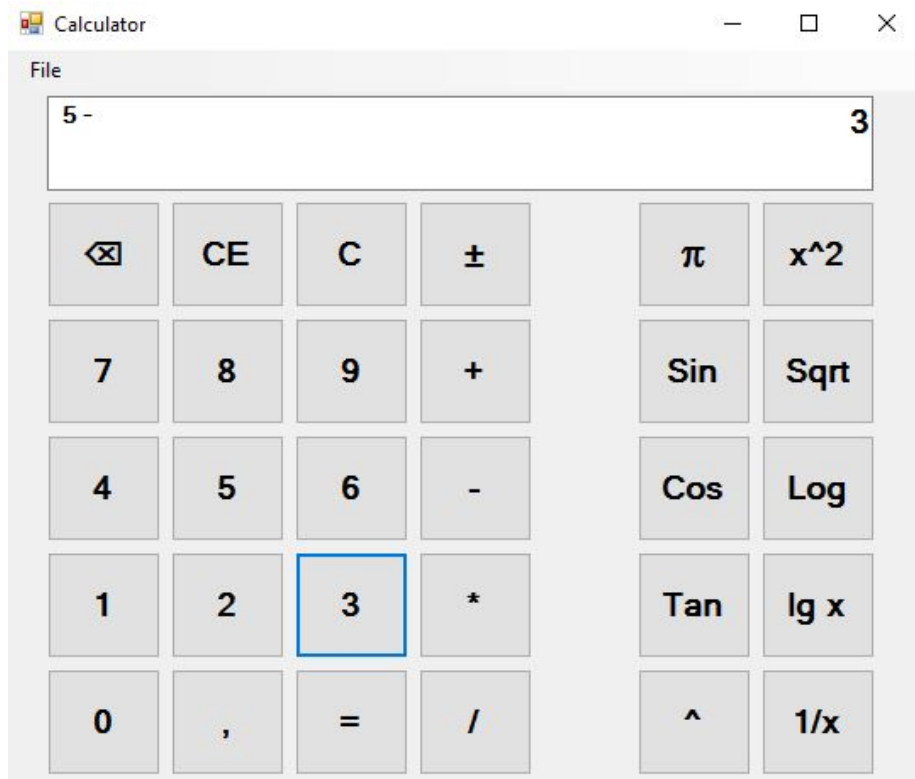 Calculator
File
5 -
3
⌫ CE C ± π x^2
7 8 9 + Sin Sqrt
4 5 6 - Cos Log
1 2 3 * Tan lg x
0 , = / ^ 1/x